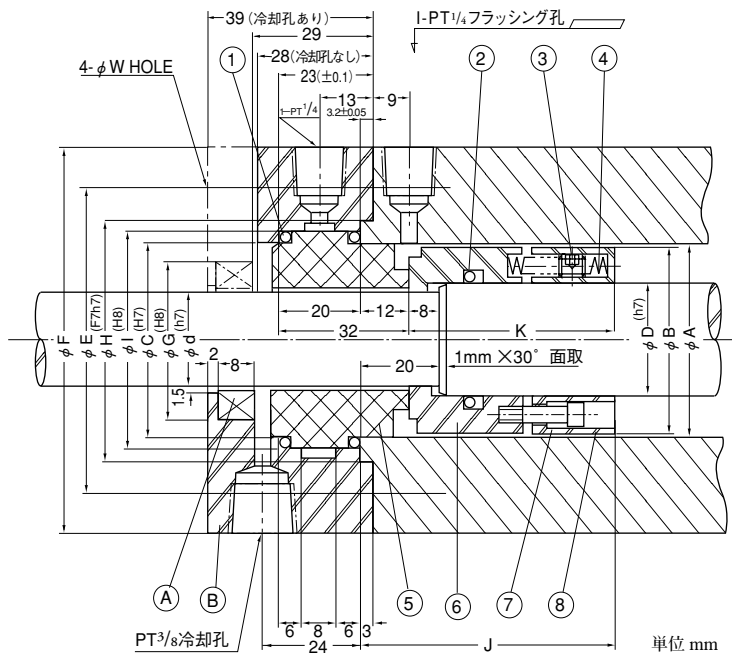 39(冷却孔あり)
I-PT1/4フラッシング孔
29
28(冷却孔なし)
4-φW HOLE
1
23(±0.1)
2
3
4
13
9
1-PT1/4
3.2±0.05
20
12
8
32
K
φF
φE
φH(F7h7)
φI(H8)
φC(H7)
φG(H8)
φd(h7)
φD(h7)
φB
φA
2
8
20
1mm×30°面取
1.5
A
B
5
6
7
8
6
8
6
3
PT3/8冷却孔
24
J
単位 mm